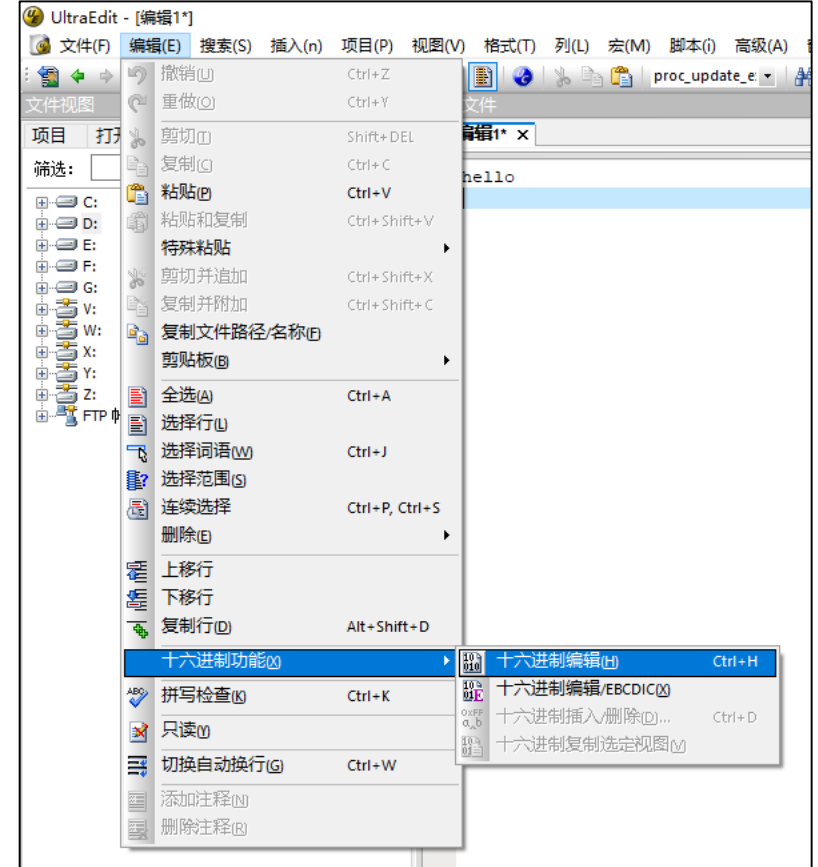 UltraEdit - [编辑1*]
文件(F) 编辑(E) 搜索(S) 插入(n) 项目(P) 视图(V) 格式(T) 列(L) 宏(M) 脚本(i) 高级(A)
proc_update_e
文件视图
文件
项目
编辑1* ×
筛选:
hello
C:
D:
E:
F:
G:
V:
W:
X:
Y:
Z:
FTP
撤销(U) Ctrl+Z
重做(O) Ctrl+Y
剪切(T) Shift+DEL
复制(C) Ctrl+C
粘贴(P) Ctrl+V
粘贴和复制 Ctrl+Shift+V
特殊粘贴
剪切并追加 Ctrl+Shift+X
复制并附加 Ctrl+Shift+C
复制文件路径/名称(F)
剪贴板(B)
全选(A) Ctrl+A
选择行(L)
选择词语(W) Ctrl+J
选择范围(S)
连续选择 Ctrl+P, Ctrl+S
删除(E)
上移行
下移行
复制行(D) Alt+Shift+D
十六进制功能(X)
拼写检查(K) Ctrl+K
只读(Y)
切换自动换行(G) Ctrl+W
添加注释(N)
删除注释(R)
十六进制编辑(H) Ctrl+H
十六进制编辑/EBCDIC(X)
十六进制插入/删除(D)... Ctrl+D
十六进制复制选定视图(V)